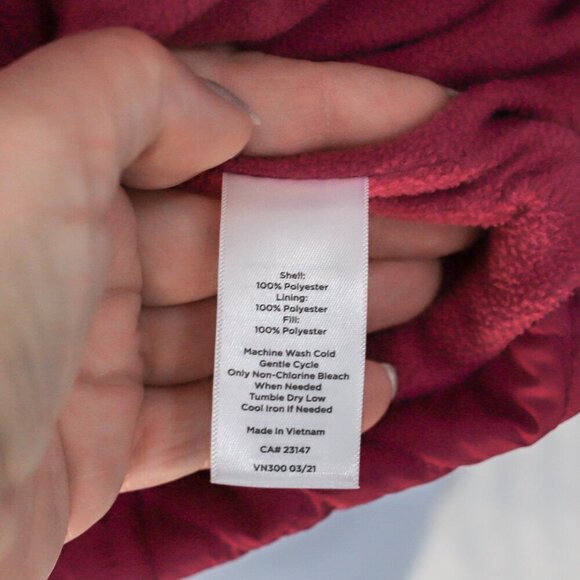 Shell:
100% Polyester
Lining:
100% Polyester
Fill:
100% Polyester
Machine Wash Cold
Gentle Cycle
Only Non-Chlorine Bleach
When Needed
Tumble Dry Low
Cool Iron if Needed
Made in Vietnam
CA# 23147
VN300 03/21